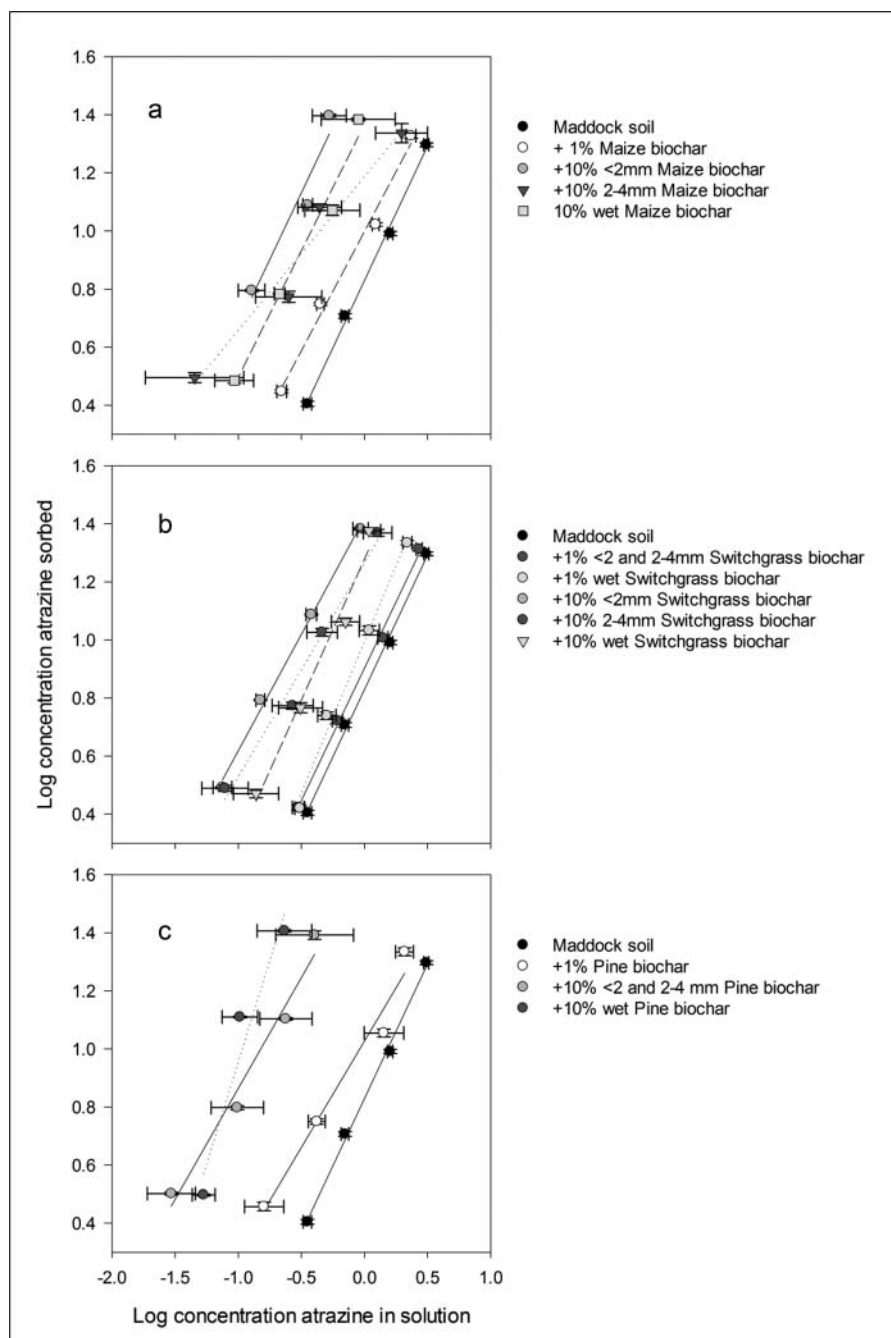 a
1.6
1.4
1.2
1.0
0.8
0.6
0.4
Maddock soil
+ 1% Maize biochar
+10% <2mm Maize biochar
+10% 2-4mm Maize biochar
10% wet Maize biochar
Log concentration atrazine sorbed
b
1.6
1.4
1.2
1.0
0.8
0.6
0.4
Maddock soil
+1% <2 and 2-4mm Switchgrass biochar
+1% wet Switchgrass biochar
+10% <2mm Switchgrass biochar
+10% 2-4mm Switchgrass biochar
+10% wet Switchgrass biochar
c
1.6
1.4
1.2
1.0
0.8
0.6
0.4
Maddock soil
+1% Pine biochar
+10% <2 and 2-4 mm Pine biochar
+10% wet Pine biochar
-2.0 -1.5 -1.0 -0.5 0.0 0.5 1.0
Log concentration atrazine in solution